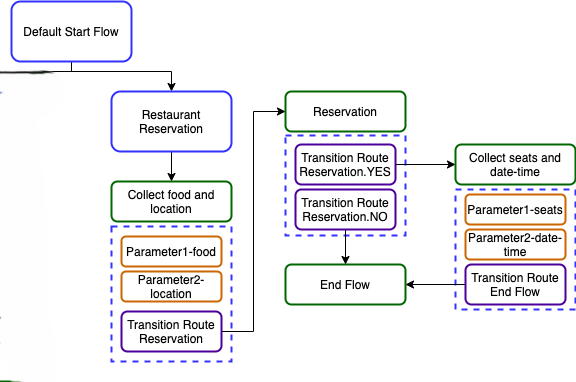 Default Start Flow
Restaurant
Reservation
Collect food and
location
Parameter1-food
Parameter2-
location
Transition Route
Reservation
Reservation
Transition Route
Reservation.YES
Transition Route
Reservation.NO
End Flow
Collect seats and
date-time
Parameter1-seats
Parameter2-date-
time
Transition Route
End Flow